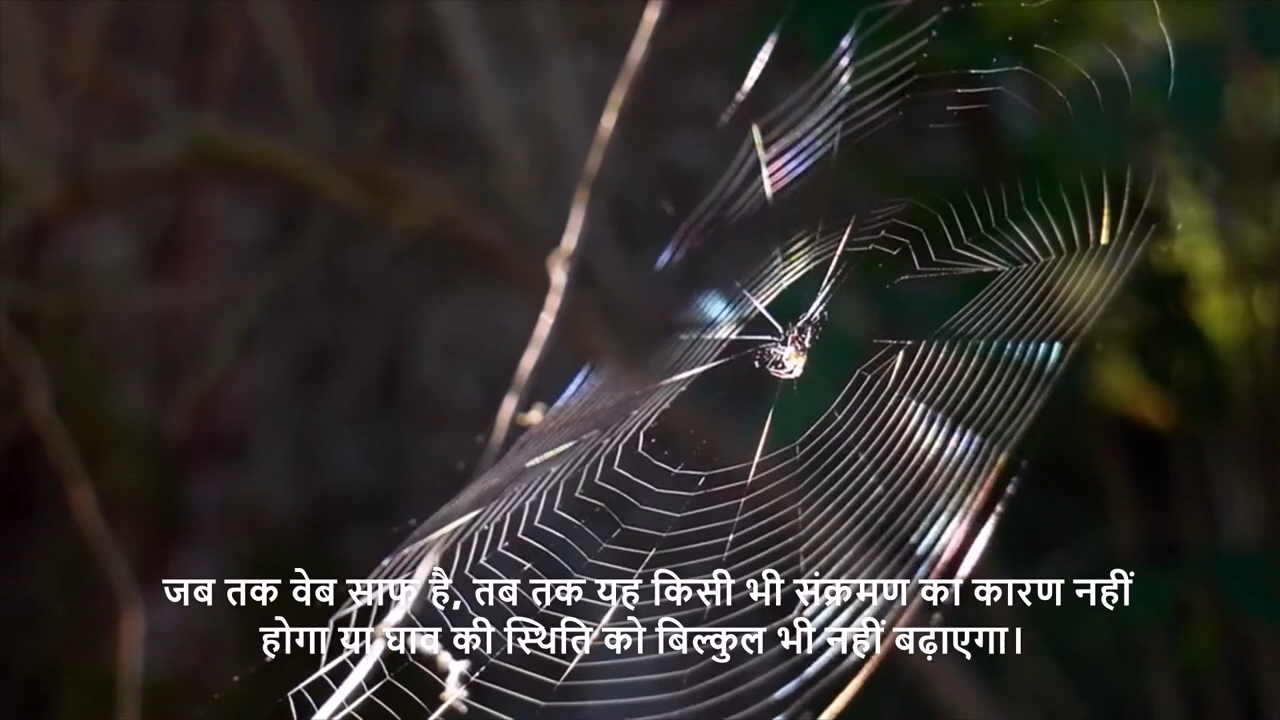 जब तक वेब साफ है, तब तक यह किसी भी संक्रमण का कारण नहीं
होगा या घाव की स्थिति को बिल्कुल भी नहीं बढ़ाएगा।